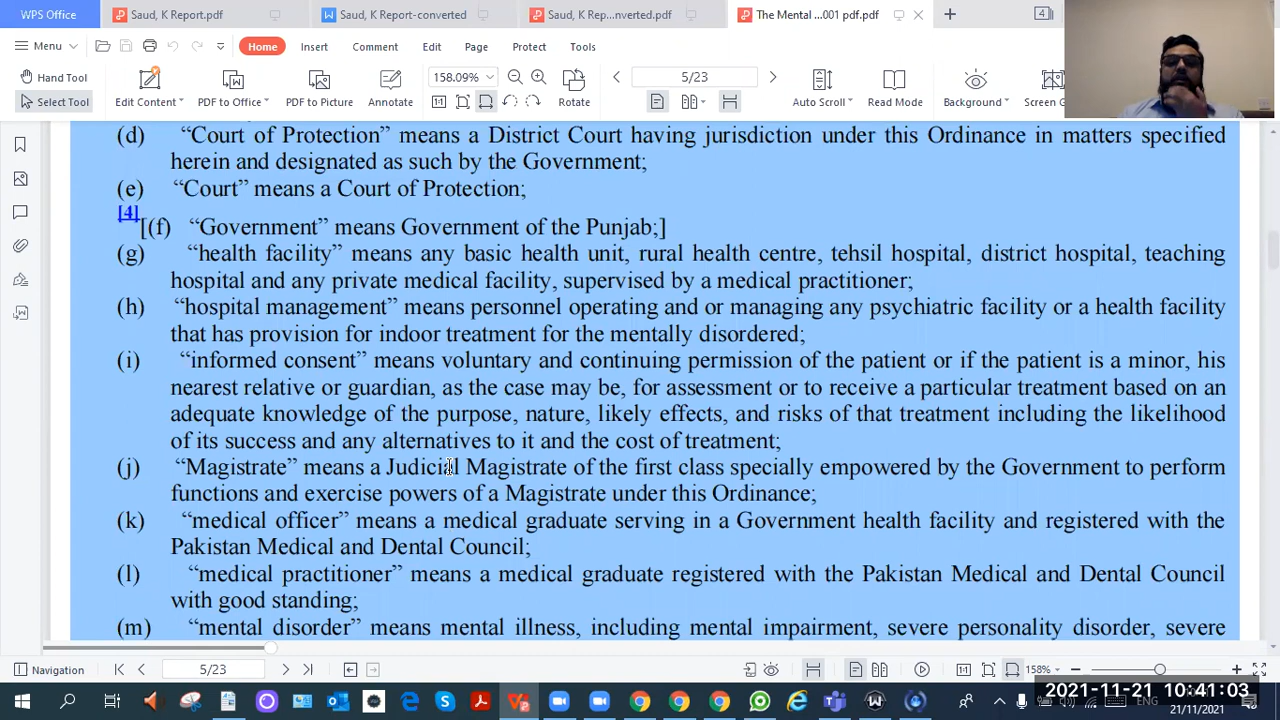 WPS Office
Saud, K Report.pdf
Saud, K Report-converted
Saud, K Rep...nverted.pdf
The Mental ...001 pdf.pdf
4
Menu
Home
Insert
Comment
Edit
Page
Protect
Tools
Hand Tool
Select Tool
Edit Content
PDF to Office
PDF to Picture
Annotate
158.09%
Rotate
5/23
Auto Scroll
Read Mode
Background
Screen G
(d) “Court of Protection” means a District Court having jurisdiction under this Ordinance in matters specified
herein and designated as such by the Government;
(e) “Court” means a Court of Protection;
[4][(f) “Government” means Government of the Punjab;]
(g) “health facility” means any basic health unit, rural health centre, tehsil hospital, district hospital, teaching
hospital and any private medical facility, supervised by a medical practitioner;
(h) “hospital management” means personnel operating and or managing any psychiatric facility or a health facility
that has provision for indoor treatment for the mentally disordered;
(i) “informed consent” means voluntary and continuing permission of the patient or if the patient is a minor, his
nearest relative or guardian, as the case may be, for assessment or to receive a particular treatment based on an
adequate knowledge of the purpose, nature, likely effects, and risks of that treatment including the likelihood
of its success and any alternatives to it and the cost of treatment;
(j) “Magistrate” means a Judicial Magistrate of the first class specially empowered by the Government to perform
functions and exercise powers of a Magistrate under this Ordinance;
(k) “medical officer” means a medical graduate serving in a Government health facility and registered with the
Pakistan Medical and Dental Council;
(l) “medical practitioner” means a medical graduate registered with the Pakistan Medical and Dental Council
with good standing;
(m) “mental disorder” means mental illness, including mental impairment, severe personality disorder, severe
Navigation
5/23
158%
2021-11-21 10:41:03
ENG
21/11/2021